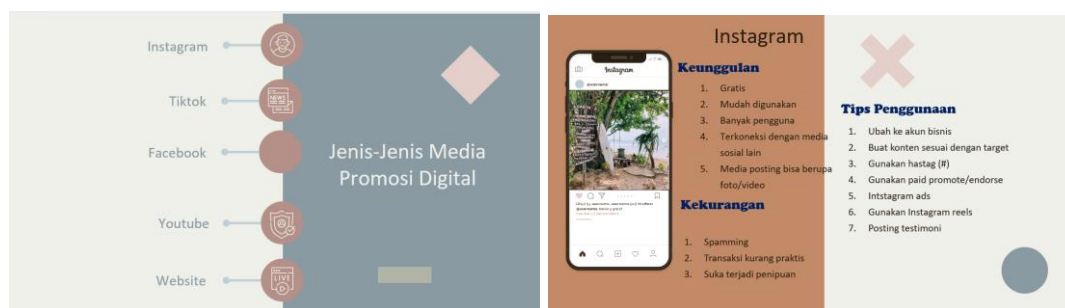 Instagram
Tiktok
NEWS
Facebook
Jenis-Jenis Media
Promosi Digital
Youtube
Website
LIVE
Instagram
Instagram
Keunggulan
1. Gratis
2. Mudah digunakan
3. Banyak pengguna
4. Terkoneksi dengan media
sosial lain
5. Media posting bisa berupa
foto/video
Kekurangan
1. Spamming
2. Transaksi kurang praktis
3. Suka terjadi penipuan
Tips Penggunaan
1. Ubah ke akun bisnis
2. Buat konten sesuai dengan target
3. Gunakan hastag (#)
4. Gunakan paid promote/endorse
5. Intstagram ads
6. Gunakan Instagram reels
7. Posting testimoni